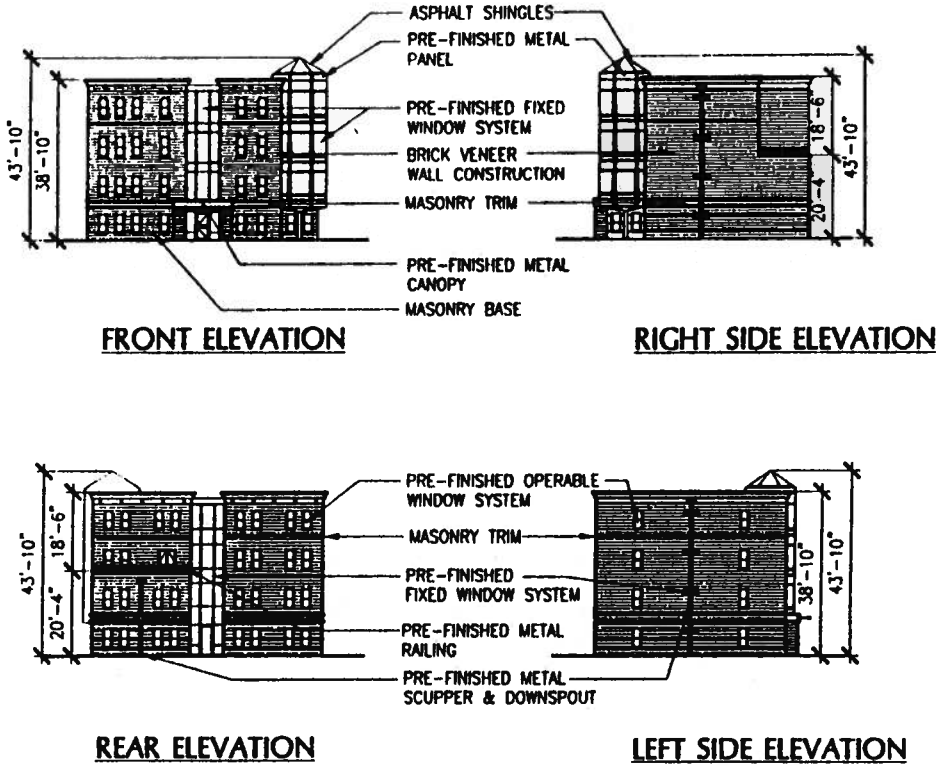 ASPHALT SHINGLES
PRE-FINISHED METAL
PANEL
PRE-FINISHED FIXED
WINDOW SYSTEM
BRICK VENEER
WALL CONSTRUCTION
MASONRY TRIM
PRE-FINISHED METAL
CANOPY
MASONRY BASE
43'-10"
38'-10"
18'-6"
20'-4"
43'-10"
FRONT ELEVATION
RIGHT SIDE ELEVATION
PRE-FINISHED OPERABLE
WINDOW SYSTEM
MASONRY TRIM
PRE-FINISHED
FIXED WINDOW SYSTEM
PRE-FINISHED METAL
RAILING
PRE-FINISHED METAL
SCUPPER & DOWNSPOUT
43'-10"
18'-6"
20'-4"
38'-10"
43'-10"
REAR ELEVATION
LEFT SIDE ELEVATION